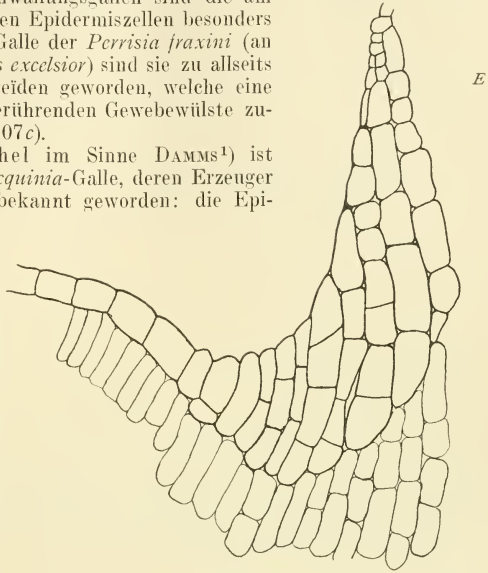 en Epidermiszellen besonders
Galle der Perrisia fraxini (an
s excelsior) sind sie zu allseits
eïden geworden, welche eine
erührenden Gewebewülste zu-
07c).
hel im Sinne DAMMS¹) ist
cquinia-Galle, deren Erzeuger
bekannt geworden: die Epi-
E